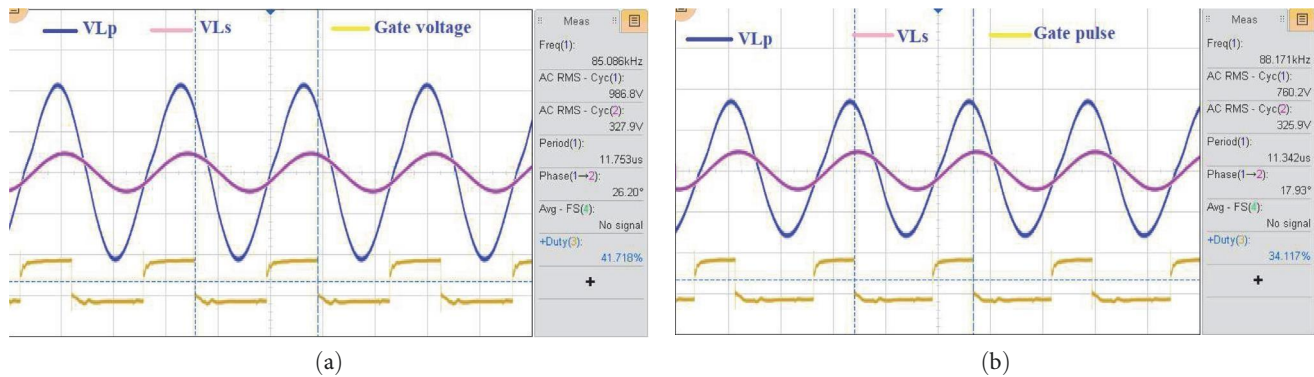 VLp VLs Gate voltage
Meas
Freq(1):
85.086kHz
AC RMS - Cyc(1):
986.8V
AC RMS - Cyc(2):
327.9V
Period(1):
11.753us
Phase(1→2):
26.20°
Avg - FS(4):
No signal
+Duty(3):
41.718%
+
(a)
VLp VLs Gate pulse
Meas
Freq(1):
88.171kHz
AC RMS - Cyc(1):
760.2V
AC RMS - Cyc(2):
325.9V
Period(1):
11.342us
Phase(1→2):
17.93°
Avg - FS(4):
No signal
+Duty(3):
34.117%
+
(b)